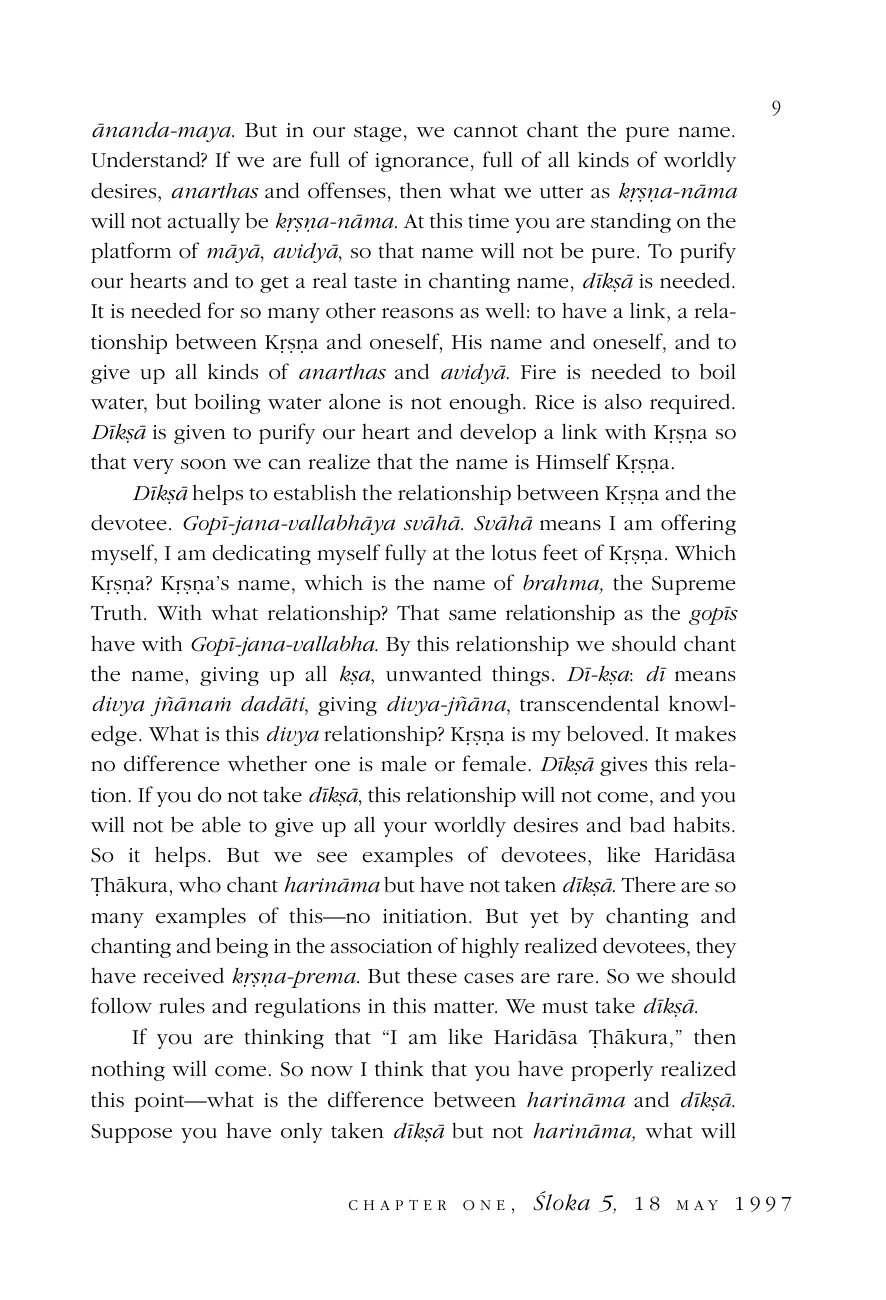 9
ānanda-maya. But in our stage, we cannot chant the pure name.
Understand? If we are full of ignorance, full of all kinds of worldly
desires, anarthas and offenses, then what we utter as kṛṣṇa-nāma
will not actually be kṛṣṇa-nāma. At this time you are standing on the
platform of māyā, avidyā, so that name will not be pure. To purify
our hearts and to get a real taste in chanting name, dīkṣā is needed.
It is needed for so many other reasons as well: to have a link, a rela-
tionship between Kṛṣṇa and oneself, His name and oneself, and to
give up all kinds of anarthas and avidyā. Fire is needed to boil
water, but boiling water alone is not enough. Rice is also required.
Dīkṣā is given to purify our heart and develop a link with Kṛṣṇa so
that very soon we can realize that the name is Himself Kṛṣṇa.
Dīkṣā helps to establish the relationship between Kṛṣṇa and the
devotee. Gopī-jana-vallabhāya svāhā. Svāhā means I am offering
myself, I am dedicating myself fully at the lotus feet of Kṛṣṇa. Which
Kṛṣṇa? Kṛṣṇa’s name, which is the name of brahma, the Supreme
Truth. With what relationship? That same relationship as the gopīs
have with Gopī-jana-vallabha. By this relationship we should chant
the name, giving up all kṣa, unwanted things. Dī-kṣa: dī means
divya jñānaṁ dadāti, giving divya-jñāna, transcendental knowl-
edge. What is this divya relationship? Kṛṣṇa is my beloved. It makes
no difference whether one is male or female. Dīkṣā gives this rela-
tion. If you do not take dīkṣā, this relationship will not come, and you
will not be able to give up all your worldly desires and bad habits.
So it helps. But we see examples of devotees, like Haridāsa
Ṭhākura, who chant harināma but have not taken dīkṣā. There are so
many examples of this—no initiation. But yet by chanting and
chanting and being in the association of highly realized devotees, they
have received kṛṣṇa-prema. But these cases are rare. So we should
follow rules and regulations in this matter. We must take dīkṣā.
If you are thinking that “I am like Haridāsa Ṭhākura,” then
nothing will come. So now I think that you have properly realized
this point—what is the difference between harināma and dīkṣā.
Suppose you have only taken dīkṣā but not harināma, what will
CHAPTER ONE, Śloka 5, 18 MAY 1997